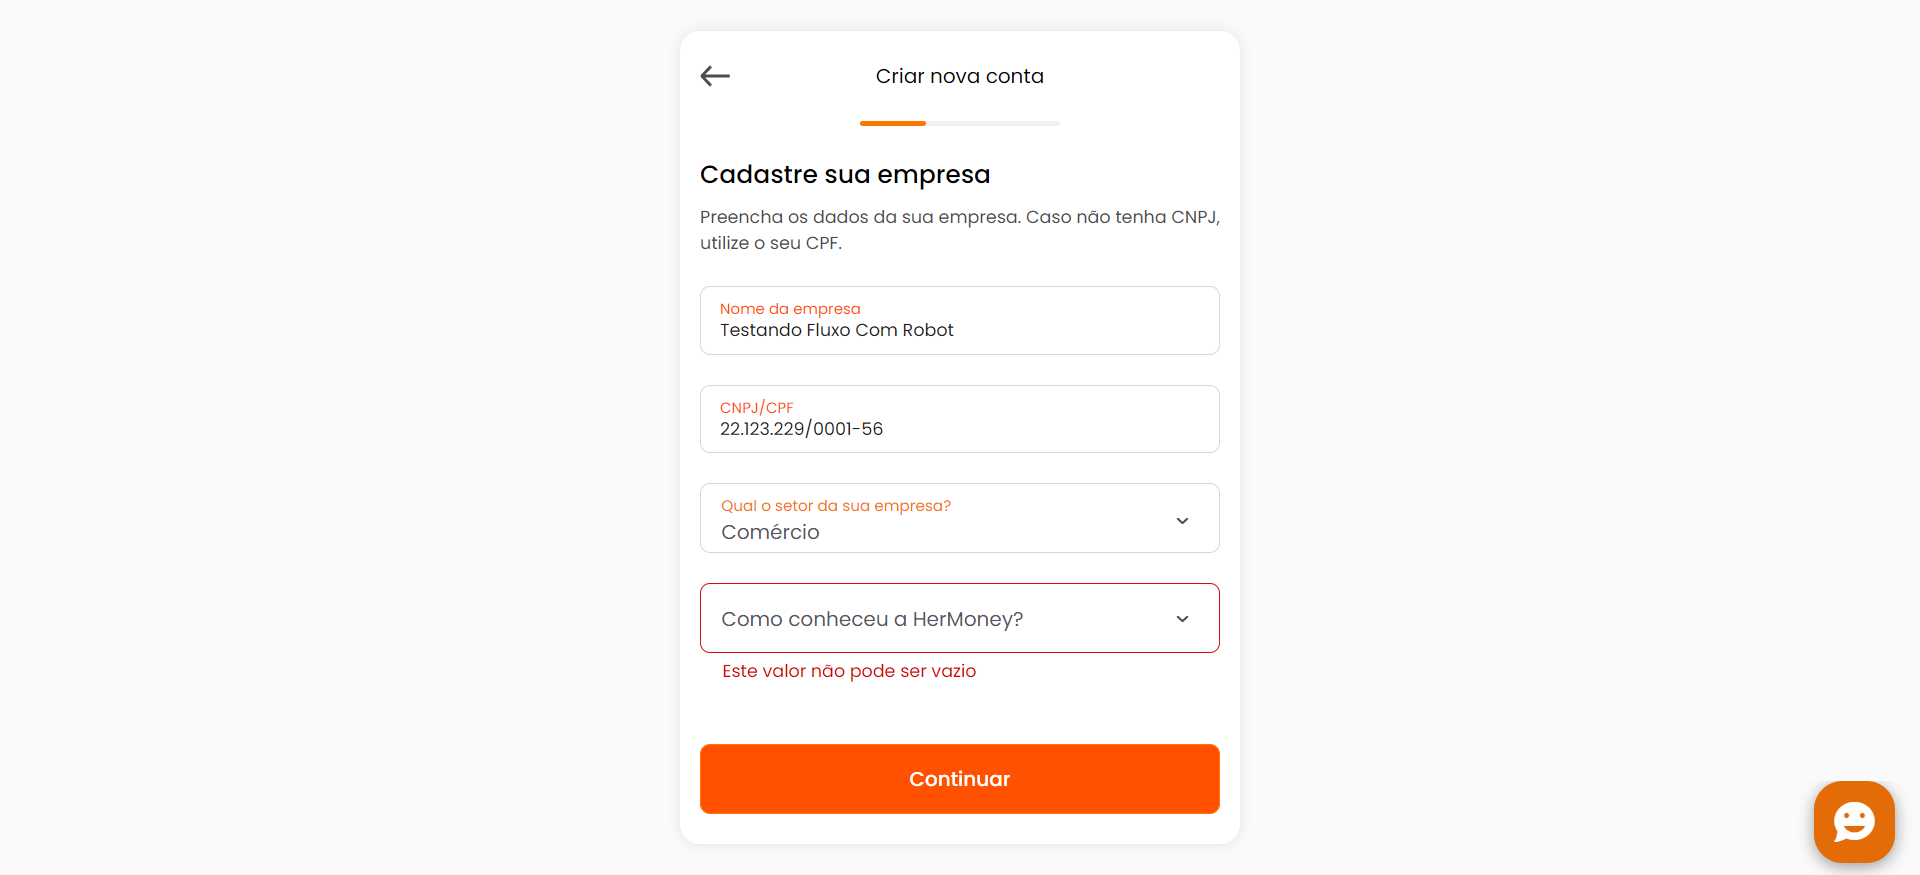 Criar nova conta
Cadastre sua empresa
Preencha os dados da sua empresa. Caso não tenha CNPJ,
utilize o seu CPF.
Nome da empresa
Testando Fluxo Com Robot
CNPJ/CPF
22.123.229/0001-56
Qual o setor da sua empresa?
Comércio
Como conheceu a HerMoney?
Este valor não pode ser vazio
Continuar